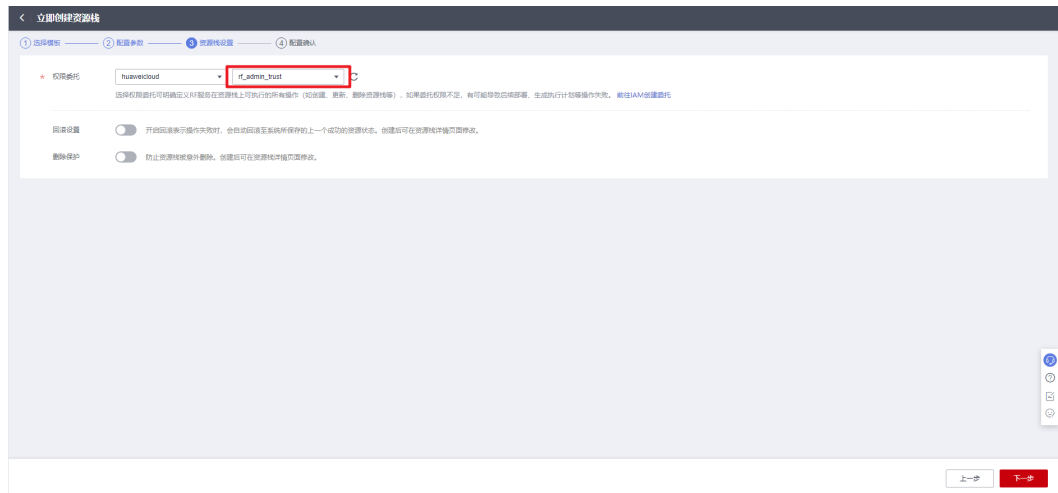 < 立即创建资源栈
1 选择模板 2 配置参数 3 资源栈设置 4 配置确认
* 权限委托 huaweicloud rf_admin_trust
选择权限委托可明确定义RF服务在资源栈上可执行的所有操作（如创建、更新、删除资源栈等），如果委托权限不足，有可能导致后续部署、生成执行计划等操作失败。 前往IAM创建委托
回滚设置 开启回滚表示操作失败时，会自动回滚至系统所保存的上一个成功的资源状态。创建后可在资源栈详情页面修改。
删除保护 防止资源栈被意外删除。创建后可在资源栈详情页面修改。
上一步 下一步